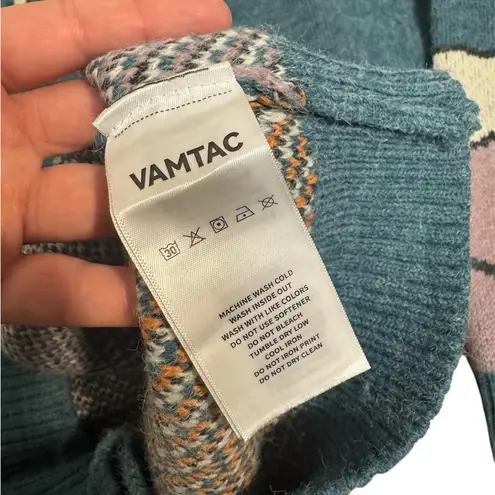 VAMTAC
30
MACHINE WASH COLD
WASH INSIDE OUT
WASH WITH LIKE COLORS
DO NOT USE SOFTENER
DO NOT BLEACH
TUMBLE DRY LOW
COOL IRON
DO NOT IRON PRINT
DO NOT DRY CLEAN